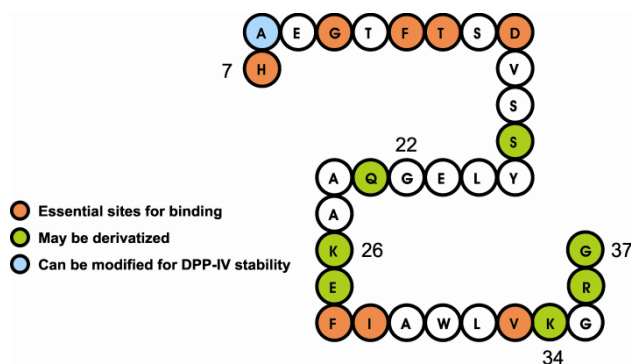 A E G T F T S D
7 H V
S
22 S
A Q G E L Y
Essential sites for binding A
May be derivatized K 26 G 37
Can be modified for DPP-IV stability E R
F I A W L V K G
34